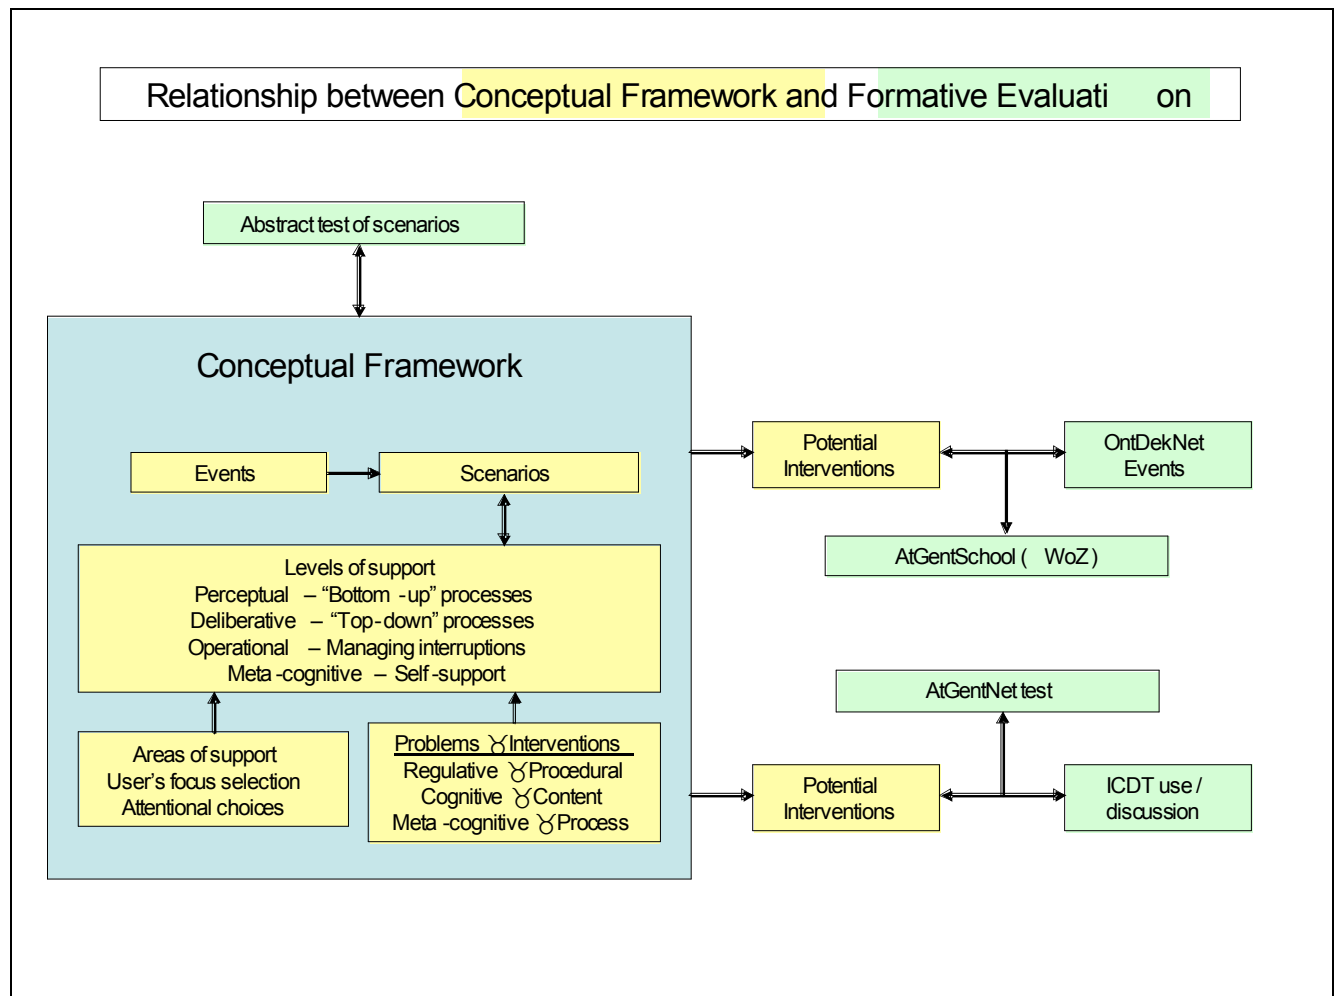 Relationship between Conceptual Framework and Formative Evaluati on
Abstract test of scenarios
Conceptual Framework
Events
Scenarios
Levels of support
Perceptual – “Bottom -up” processes
Deliberative – “Top-down” processes
Operational – Managing interruptions
Meta -cognitive – Self-support
Areas of support
User’s focus selection
Attentional choices
Problems ♉Interventions
Regulative ♉Procedural
Cognitive ♉Content
Meta -cognitive ♉Process
Potential
Interventions
OntDekNet
Events
AtGentSchool ( WoZ )
AtGentNet test
Potential
Interventions
ICDT use /
discussion